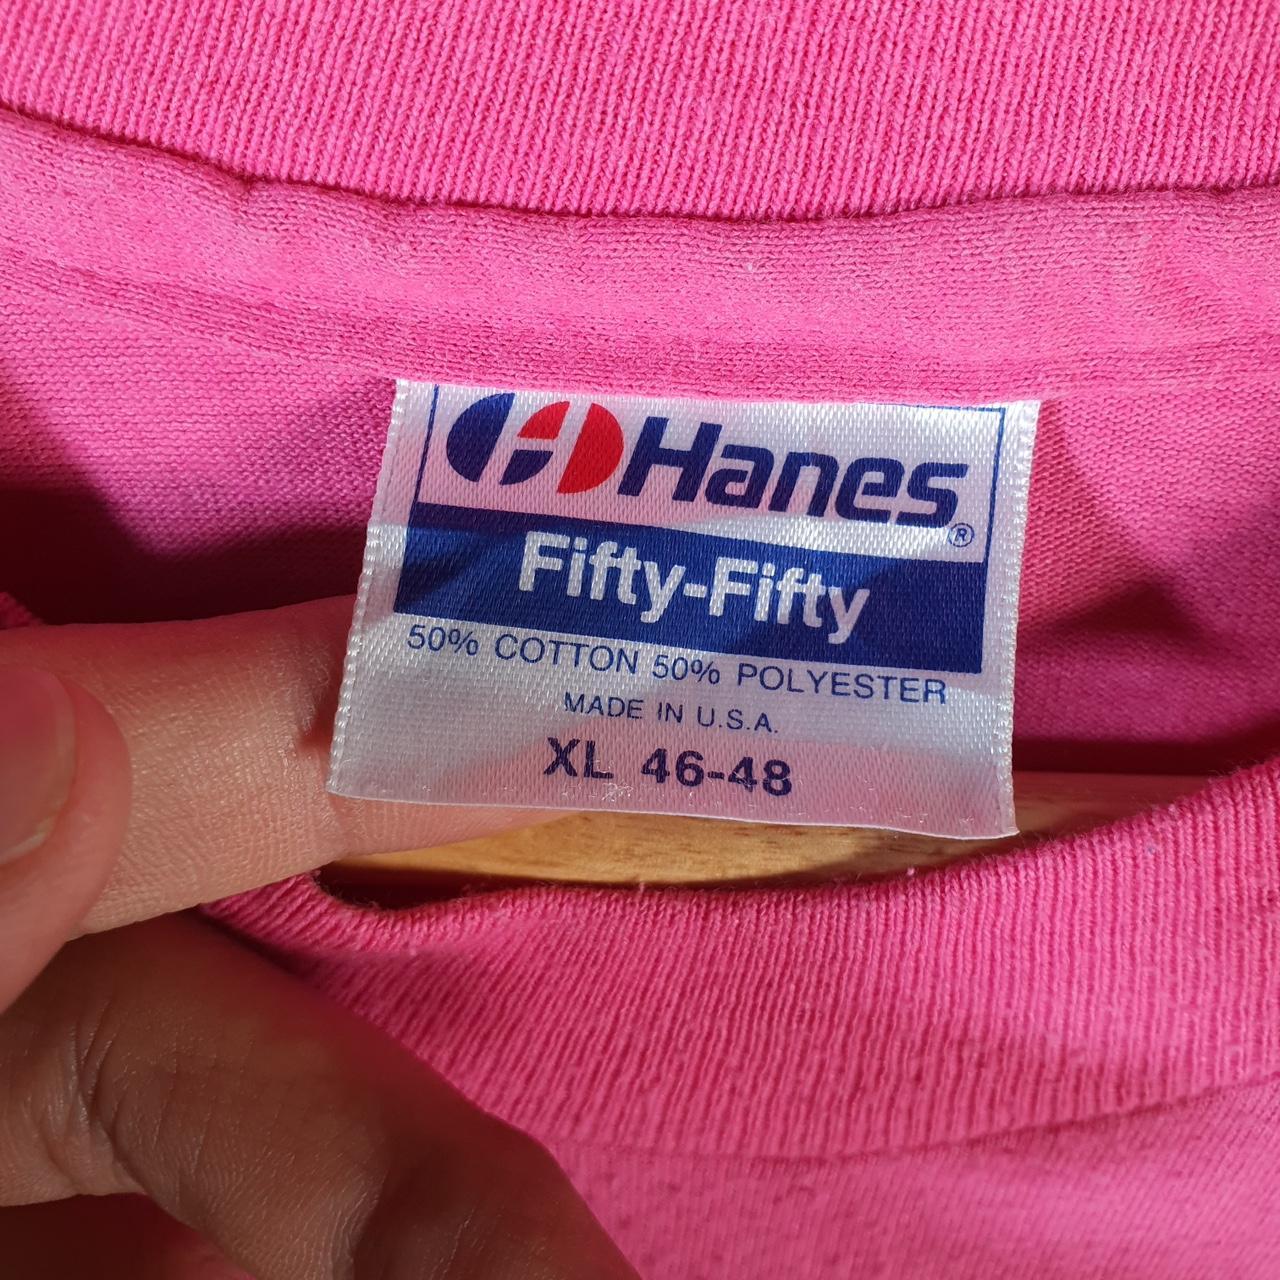 Hanes®
Fifty-Fifty
50% COTTON 50% POLYESTER
MADE IN U.S.A.
XL 46-48